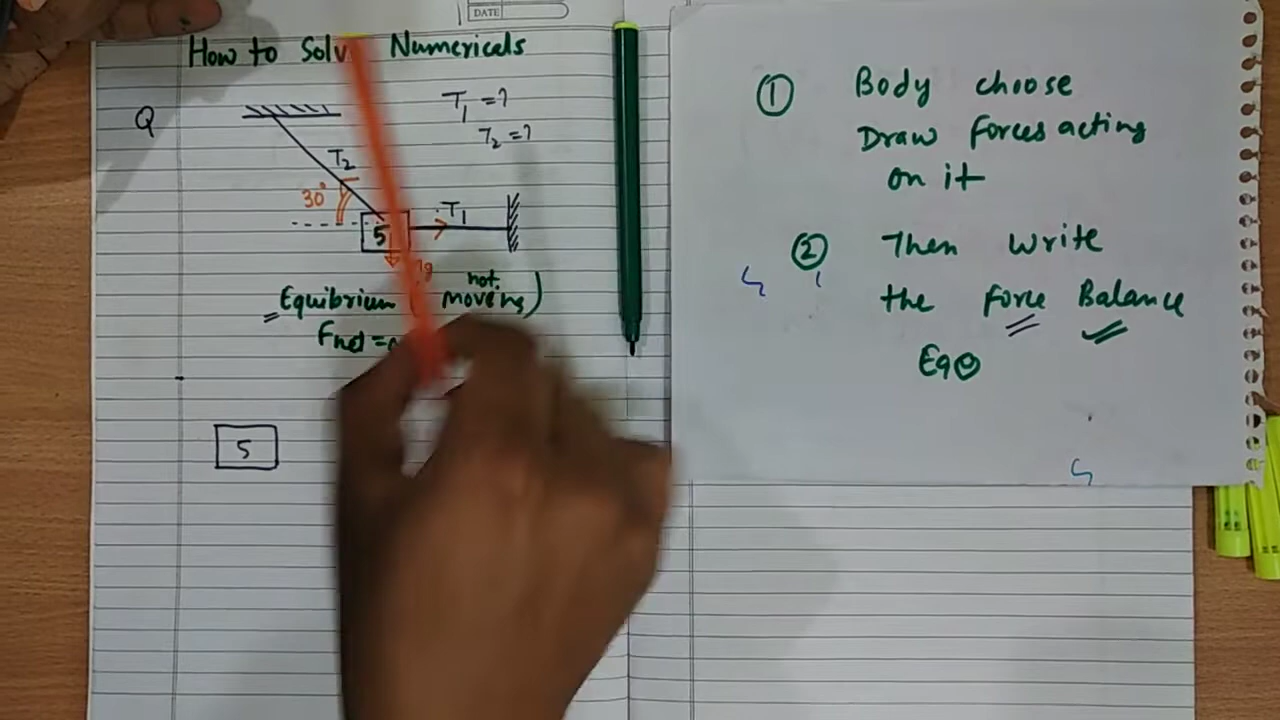 DATE
How to Solv Numericals
Q
T1 = ?
T2 = ?
T2
30°
T1
5
Equibrium ( not moveing)
Fnet =
5
① Body choose
Draw forces acting
on it
② Then write
the force Balance
Eq